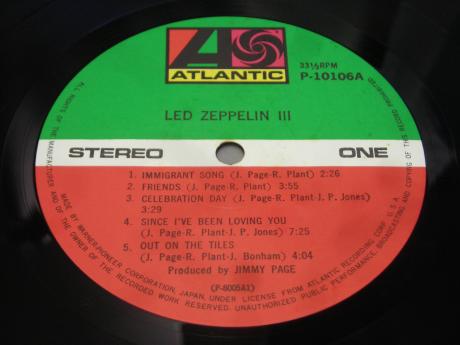 ATLANTIC
33⅓RPM
P-10106A
LED ZEPPELIN III
STEREO ONE
1. IMMIGRANT SONG (J. Page-R. Plant) 2:26
2. FRIENDS (J. Page-R. Plant) 3:55
3. CELEBRATION DAY (J. Page-R. Plant-J. P. Jones)
3:29
4. SINCE I'VE BEEN LOVING YOU
(J. Page-R. Plant-J. P. Jones) 7:25
5. OUT ON THE TILES
(J. Page-R. Plant-J. Bonham) 4:04
Produced by JIMMY PAGE
(P-8005A1)
MADE BY WARNER-PIONEER CORPORATION, JAPAN, UNDER LICENSE FROM ATLANTIC RECORDING CORP. U.S.A.
ALL RIGHTS OF THE MANUFACTURER AND OF THE OWNER OF THE RECORDED WORK RESERVED. UNAUTHORIZED PUBLIC PERFORMANCE, BROADCASTING AND COPYING OF THIS RECORD PROHIBITED